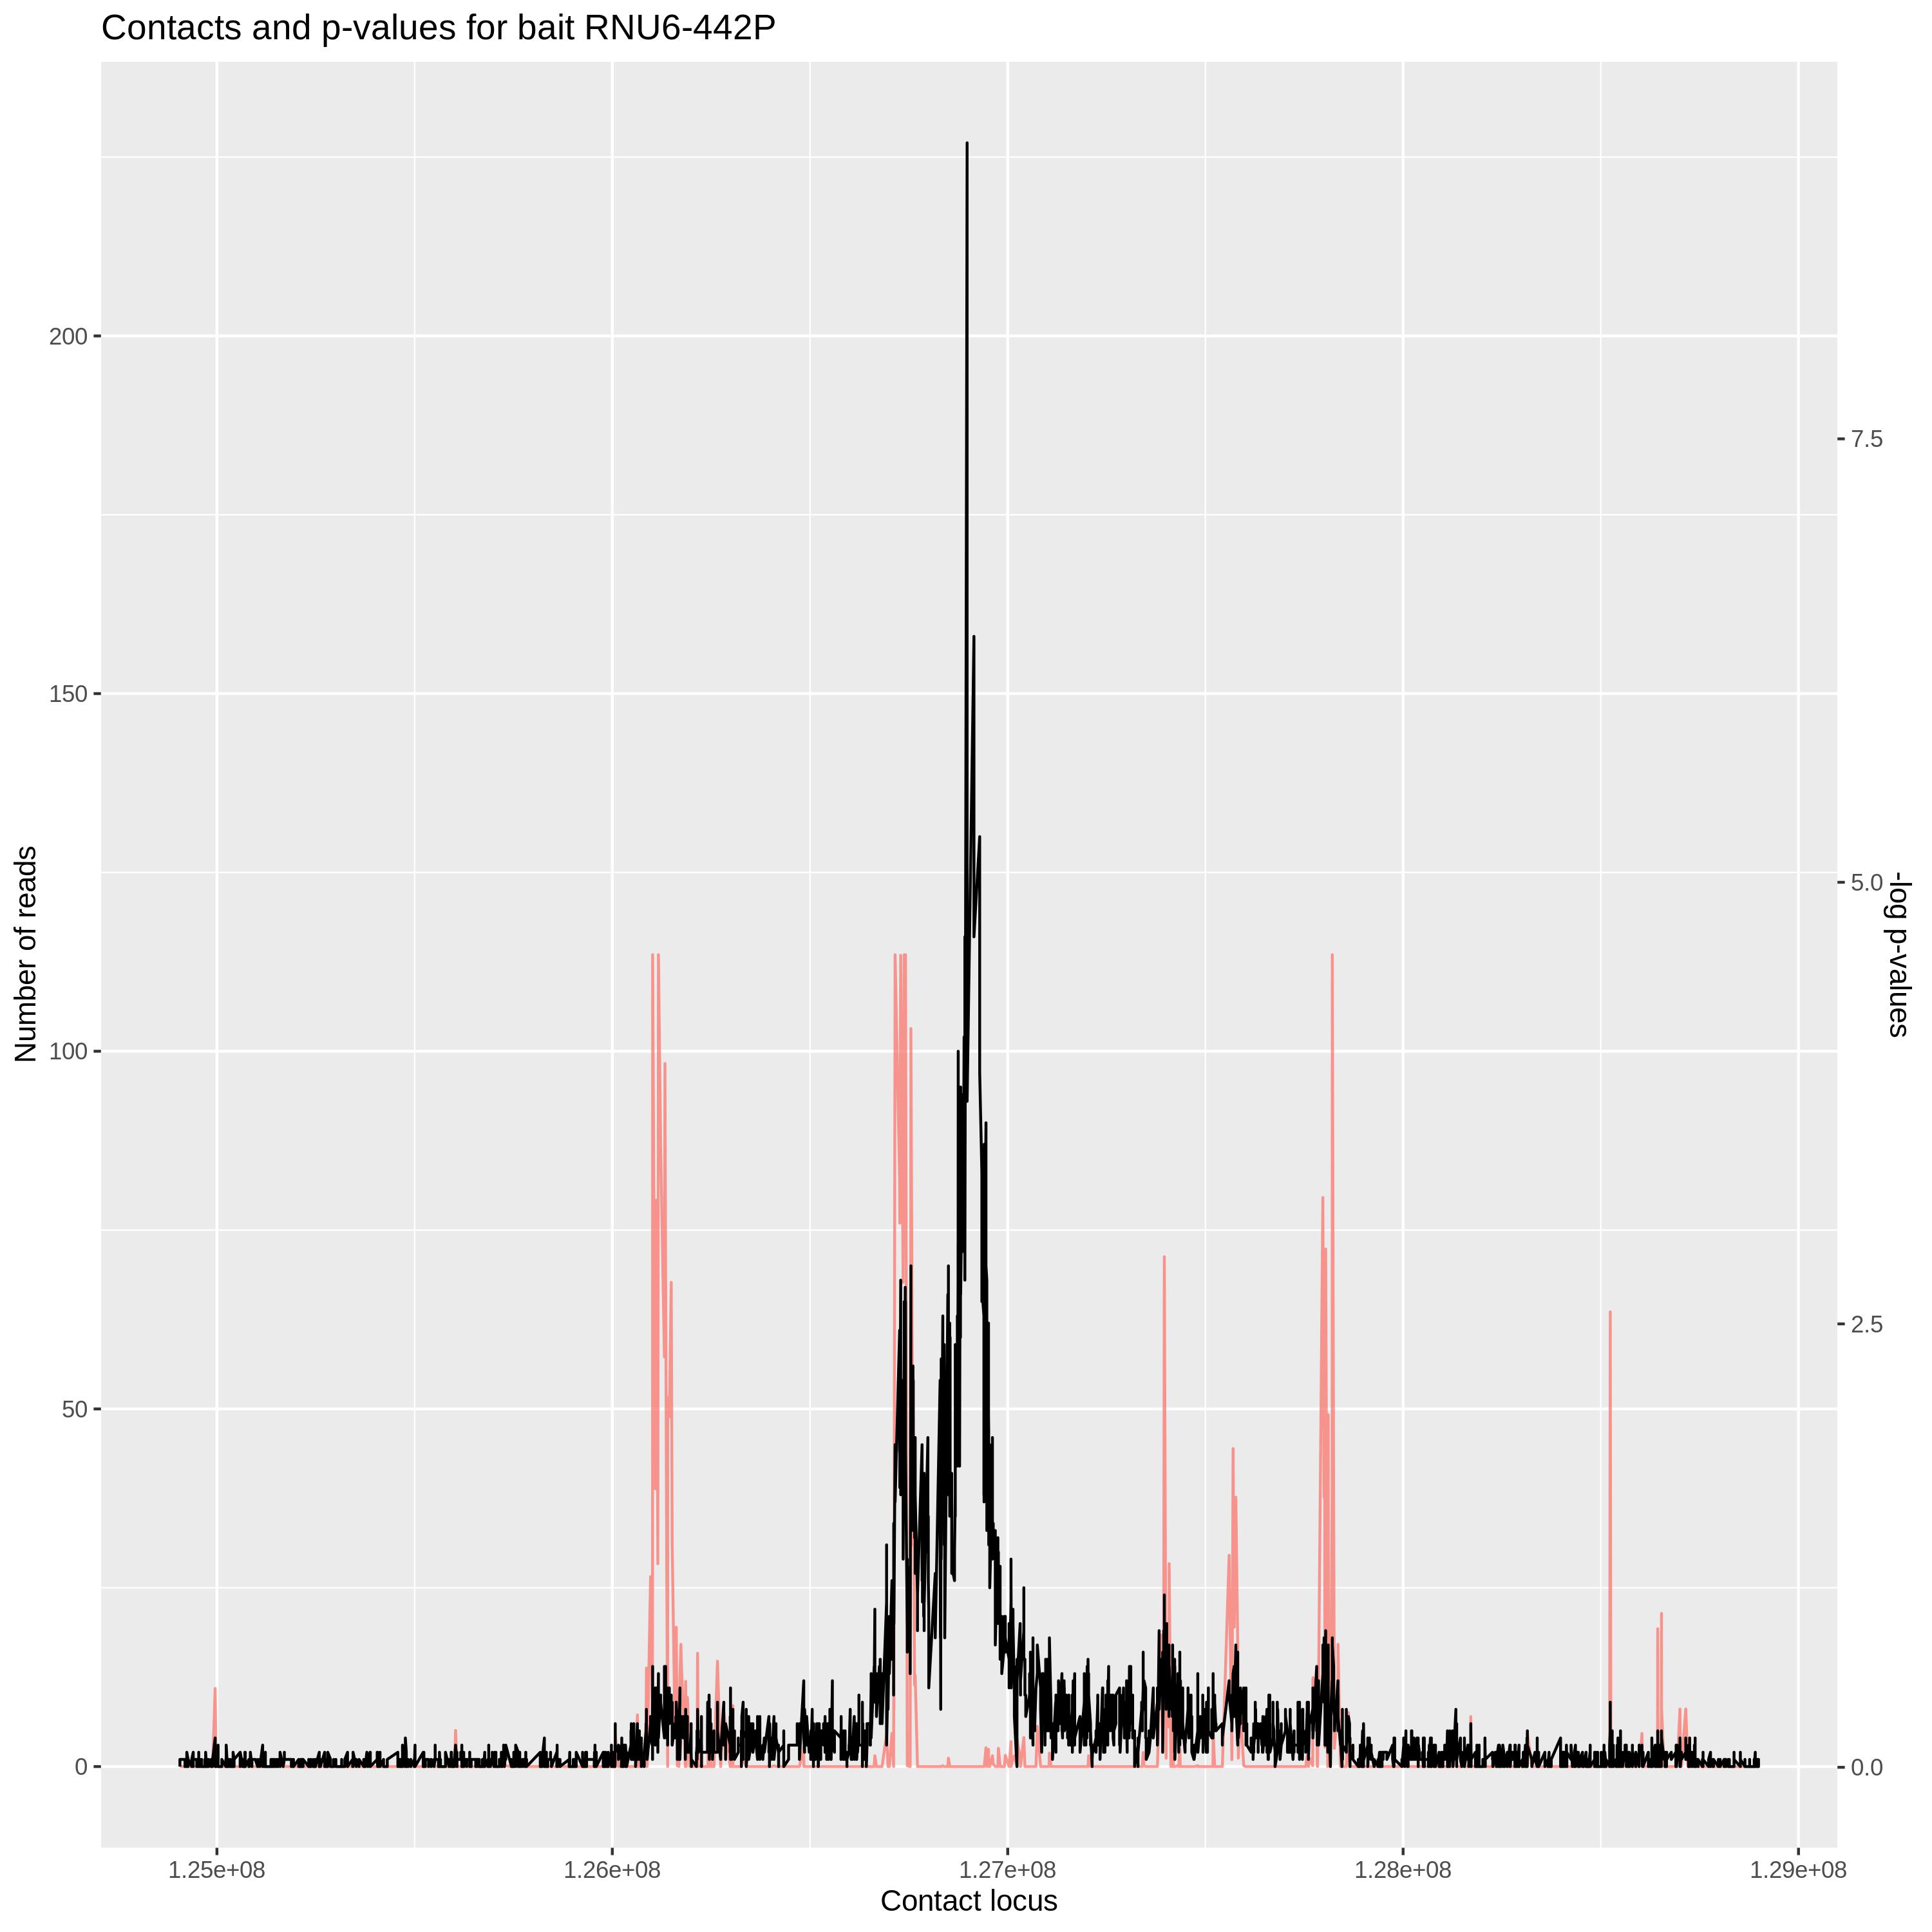 Contacts and p-values for bait RNU6-442P
Number of reads
200
150
100
50
0
7.5
5.0
2.5
0.0
-log p-values
1.25e+08
1.26e+08
1.27e+08
1.28e+08
1.29e+08
Contact locus